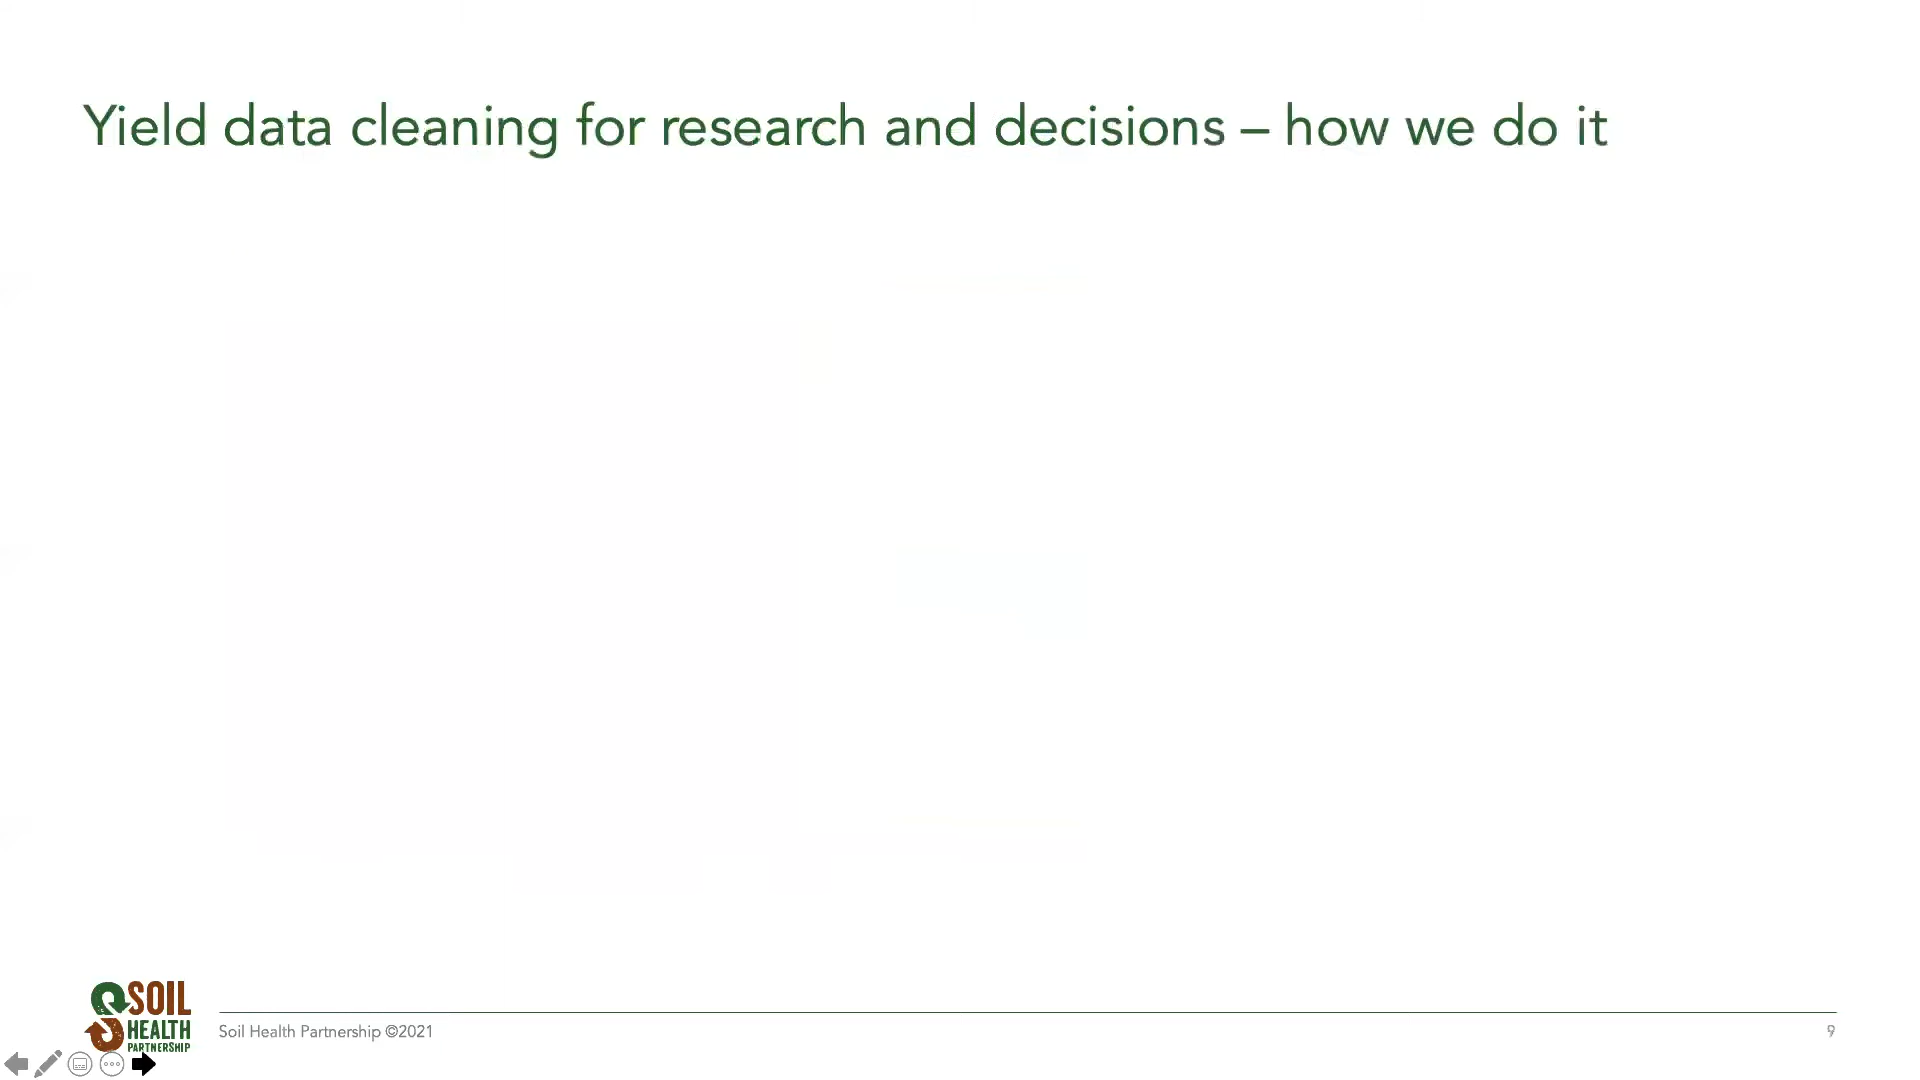 Yield data cleaning for research and decisions – how we do it
SOIL
HEALTH
PARTNERSHIP
Soil Health Partnership ©2021
9